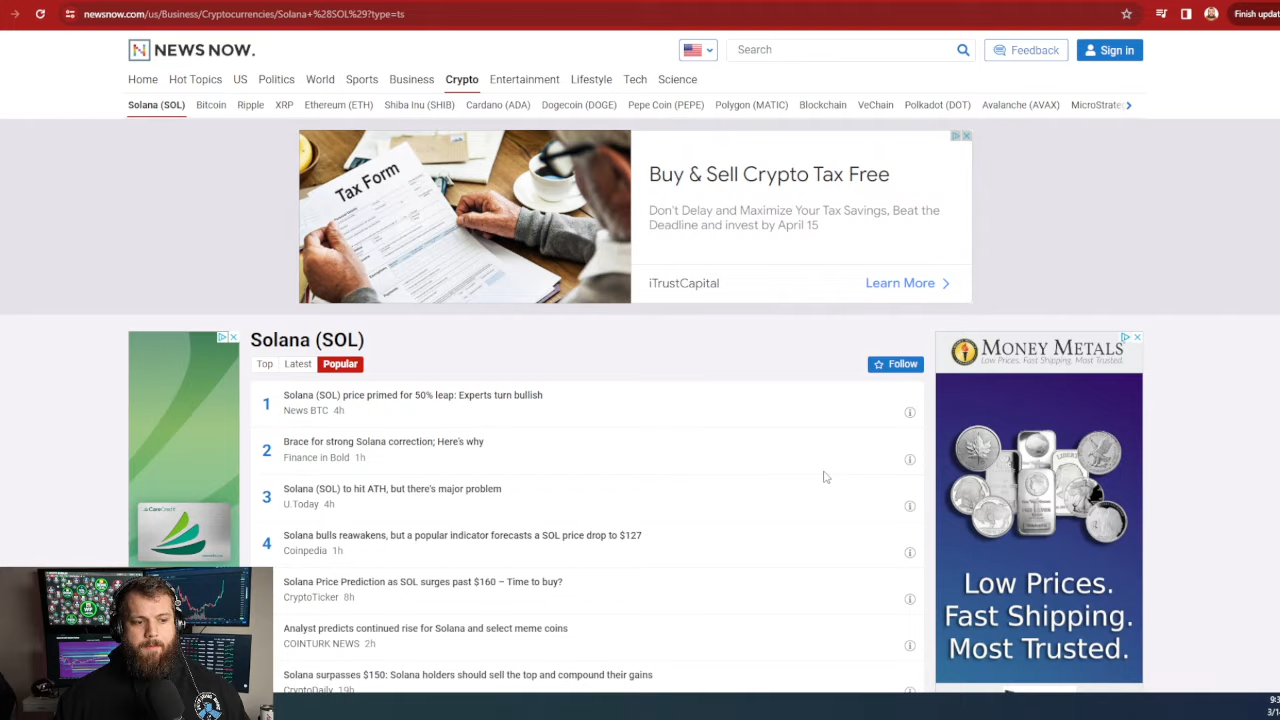 newsnow.com/us/Business/Cryptocurrencies/Solana+%28SOL%29?type=ts
NEWS NOW.
Search
Feedback
Sign in
Home Hot Topics US Politics World Sports Business Crypto Entertainment Lifestyle Tech Science
Solana (SOL) Bitcoin Ripple XRP Ethereum (ETH) Shiba Inu (SHIB) Cardano (ADA) Dogecoin (DOGE) Pepe Coin (PEPE) Polygon (MATIC) Blockchain VeChain Polkadot (DOT) Avalanche (AVAX)
Tax Form
Buy & Sell Crypto Tax Free
Don't Delay and Maximize Your Tax Savings, Beat the
Deadline and invest by April 15
iTrustCapital
Learn More
Solana (SOL)
Top Latest Popular
Follow
1
Solana (SOL) price primed for 50% leap: Experts turn bullish
News BTC 4h
2
Brace for strong Solana correction; Here's why
Finance in Bold 1h
3
Solana (SOL) to hit ATH, but there's major problem
U.Today 4h
4
Solana bulls reawakens, but a popular indicator forecasts a SOL price drop to $127
Coinpedia 1h
Solana Price Prediction as SOL surges past $160 – Time to buy?
CryptoTicker 8h
Analyst predicts continued rise for Solana and select meme coins
COINTURK NEWS 2h
Solana surpasses $150: Solana holders should sell the top and compound their gains
CryptoDaily 19h
CareCredit
MONEY METALS
Low Prices. Fast Shipping. Most Trusted.
Low Prices.
Fast Shipping.
Most Trusted.